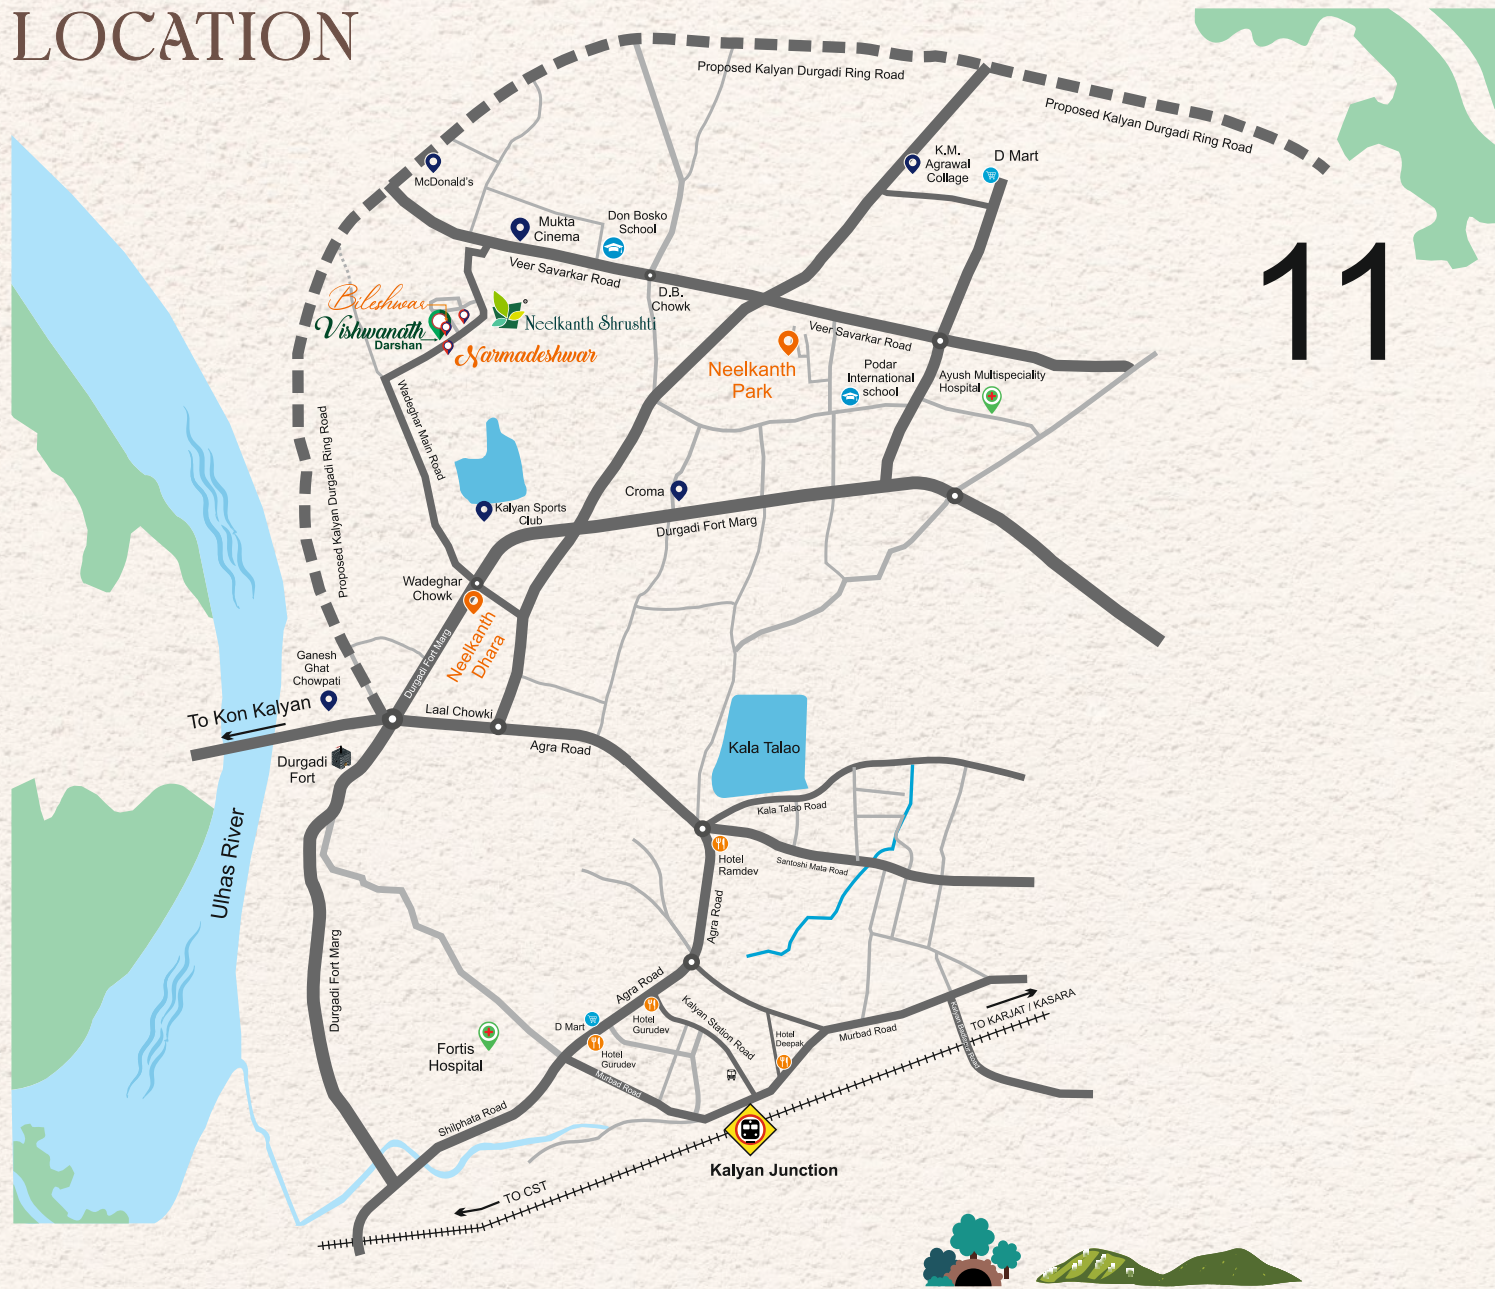 LOCATION
Proposed Kalyan Durgadi Ring Road
Proposed Kalyan Durgadi Ring Road
K.M.
Agrawal
Collage
D Mart
McDonald's
Mukta
Cinema
Don Bosko
School
11
Veer Savarkar Road
D.B.
Chowk
Bileshwar
Vishwanath
Darshan
Neelkanth Shrushti
Narmadeshwar
Veer Savarkar Road
Neelkanth
Park
Podar
International
school
Ayush Multispeciality
Hospital
Wadeghar Main Road
Proposed Kalyan Durgadi Ring Road
Croma
Kalyan Sports
Club
Durgadi Fort Marg
Wadeghar
Chowk
Durgadi Fort Marg
Neelkanth
Dhara
Ganesh
Ghat
Chowpati
To Kon Kalyan
Laal Chowki
Agra Road
Durgadi
Fort
Kala Talao
Kala Talao Road
Hotel
Ramdev
Santoshi Mata Road
Ulhas River
Agra Road
Durgadi Fort Marg
Agra Road
Kalyan Station Road
D Mart
Hotel
Gurudev
Hotel
Gurudev
Hotel
Deepak
Murbad Road
Kalyan Badlapur Road
TO KARJAT / KASARA
Fortis
Hospital
Murbad Road
Shilphata Road
Kalyan Junction
TO CST